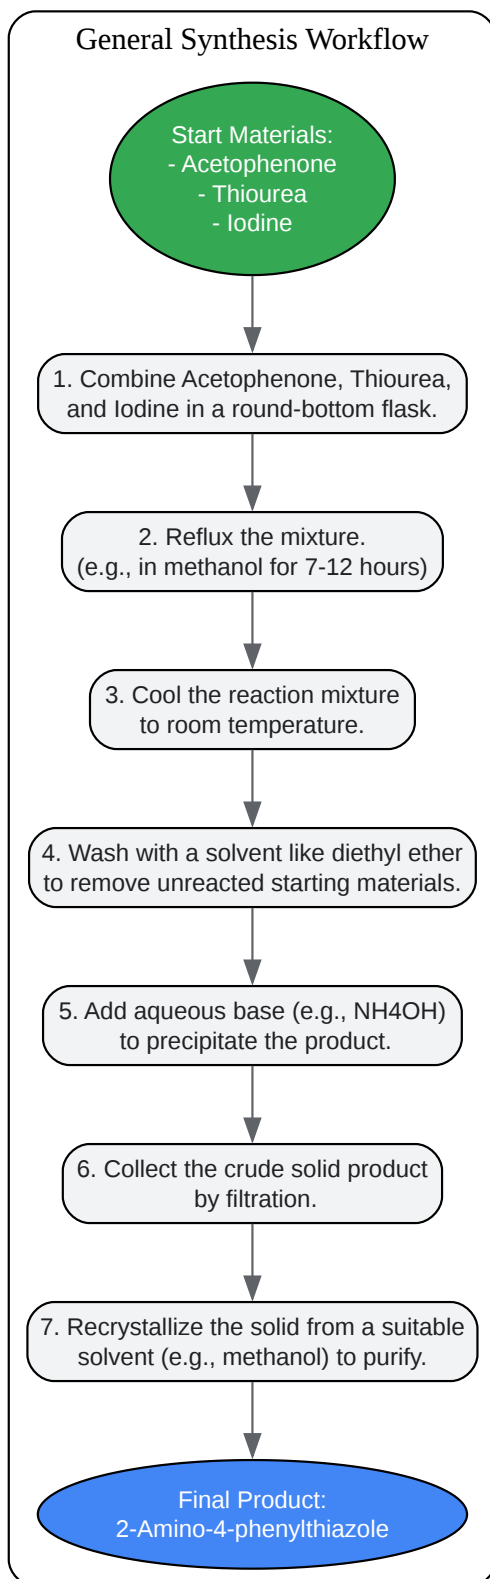 General Synthesis Workflow
Start Materials:
- Acetophenone
- Thiourea
- Iodine
1. Combine Acetophenone, Thiourea,
and Iodine in a round-bottom flask.
2. Reflux the mixture.
(e.g., in methanol for 7-12 hours)
3. Cool the reaction mixture
to room temperature.
4. Wash with a solvent like diethyl ether
to remove unreacted starting materials.
5. Add aqueous base (e.g., NH4OH)
to precipitate the product.
6. Collect the crude solid product
by filtration.
7. Recrystallize the solid from a suitable
solvent (e.g., methanol) to purify.
Final Product:
2-Amino-4-phenylthiazole